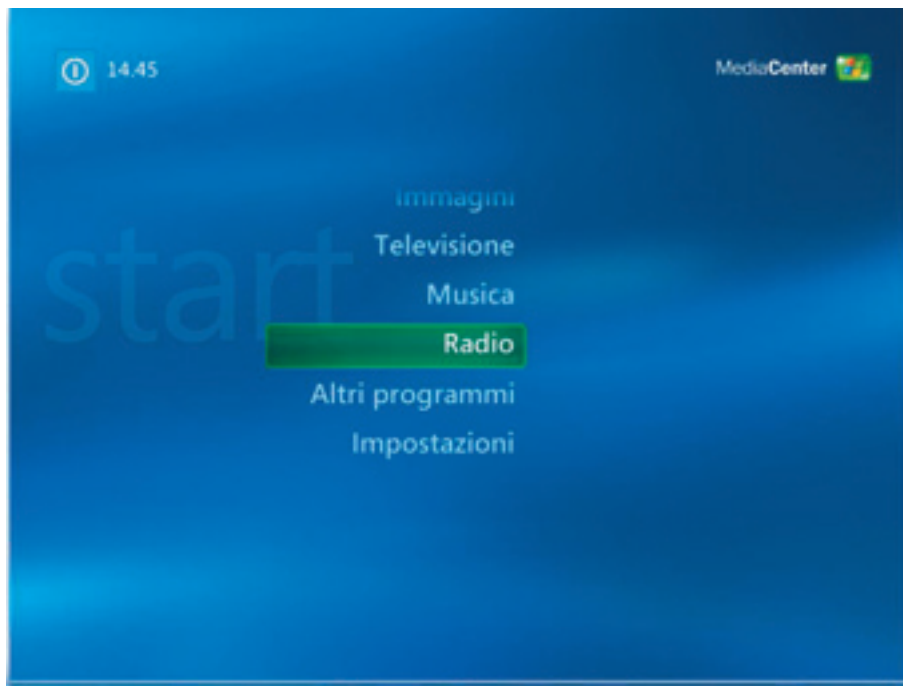 14.45
MediaCenter
start
Immagini
Televisione
Musica
Radio
Altri programmi
Impostazioni